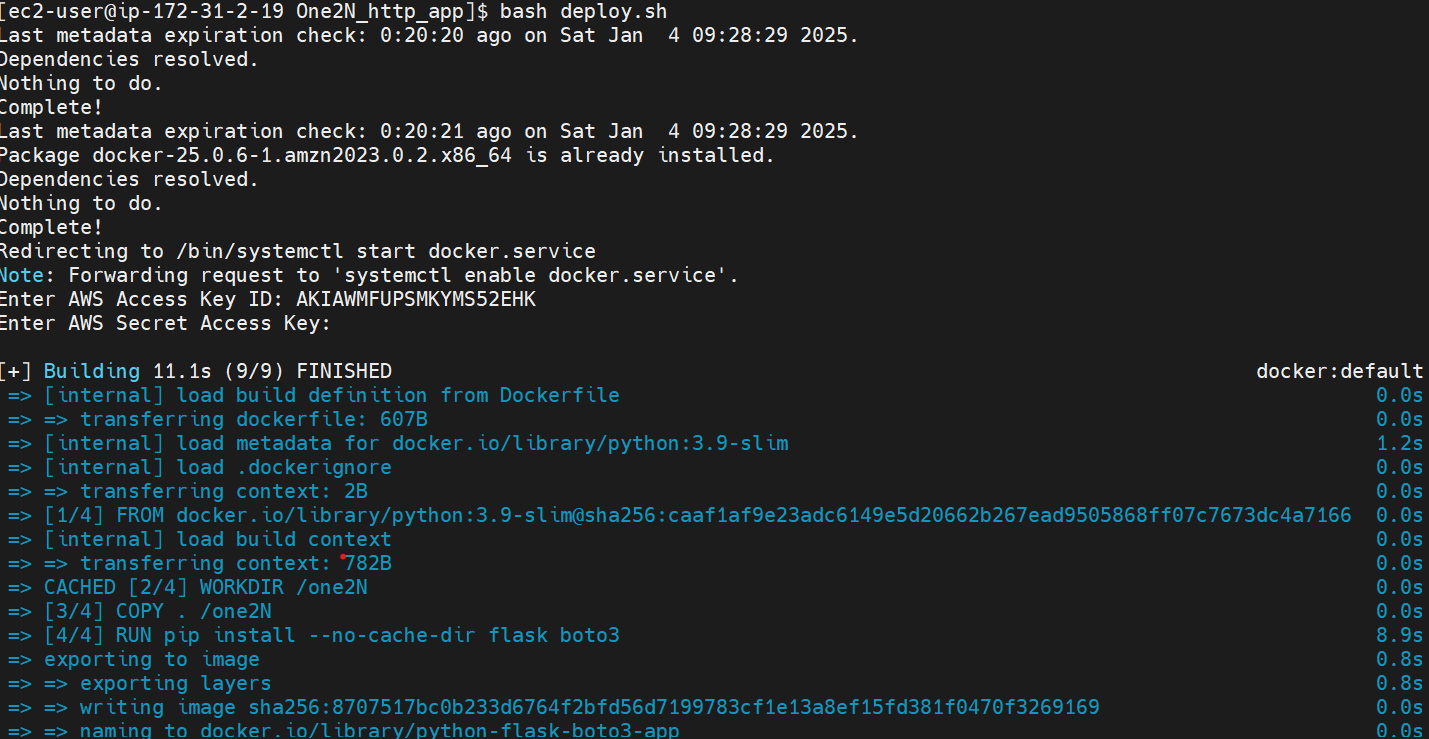 [ec2-user@ip-172-31-2-19 One2N_http_app]$ bash deploy.sh
Last metadata expiration check: 0:20:20 ago on Sat Jan  4 09:28:29 2025.
Dependencies resolved.
Nothing to do.
Complete!
Last metadata expiration check: 0:20:21 ago on Sat Jan  4 09:28:29 2025.
Package docker-25.0.6-1.amzn2023.0.2.x86_64 is already installed.
Dependencies resolved.
Nothing to do.
Complete!
Redirecting to /bin/systemctl start docker.service
Note: Forwarding request to 'systemctl enable docker.service'.
Enter AWS Access Key ID: AKIAWMFUPSMKYMS52EHK
Enter AWS Secret Access Key:
[+] Building 11.1s (9/9) FINISHED docker:default
=> [internal] load build definition from Dockerfile 0.0s
=> => transferring dockerfile: 607B 0.0s
=> [internal] load metadata for docker.io/library/python:3.9-slim 1.2s
=> [internal] load .dockerignore 0.0s
=> => transferring context: 2B 0.0s
=> [1/4] FROM docker.io/library/python:3.9-slim@sha256:caaf1af9e23adc6149e5d20662b267ead9505868ff07c7673dc4a7166 0.0s
=> [internal] load build context 0.0s
=> => transferring context: 782B 0.0s
=> CACHED [2/4] WORKDIR /one2N 0.0s
=> [3/4] COPY . /one2N 0.0s
=> [4/4] RUN pip install --no-cache-dir flask boto3 8.9s
=> exporting to image 0.8s
=> => exporting layers 0.8s
=> => writing image sha256:8707517bc0b233d6764f2bfd56d7199783cf1e13a8ef15fd381f0470f3269169 0.0s
=> => naming to docker.io/library/python-flask-boto3-app 0.0s